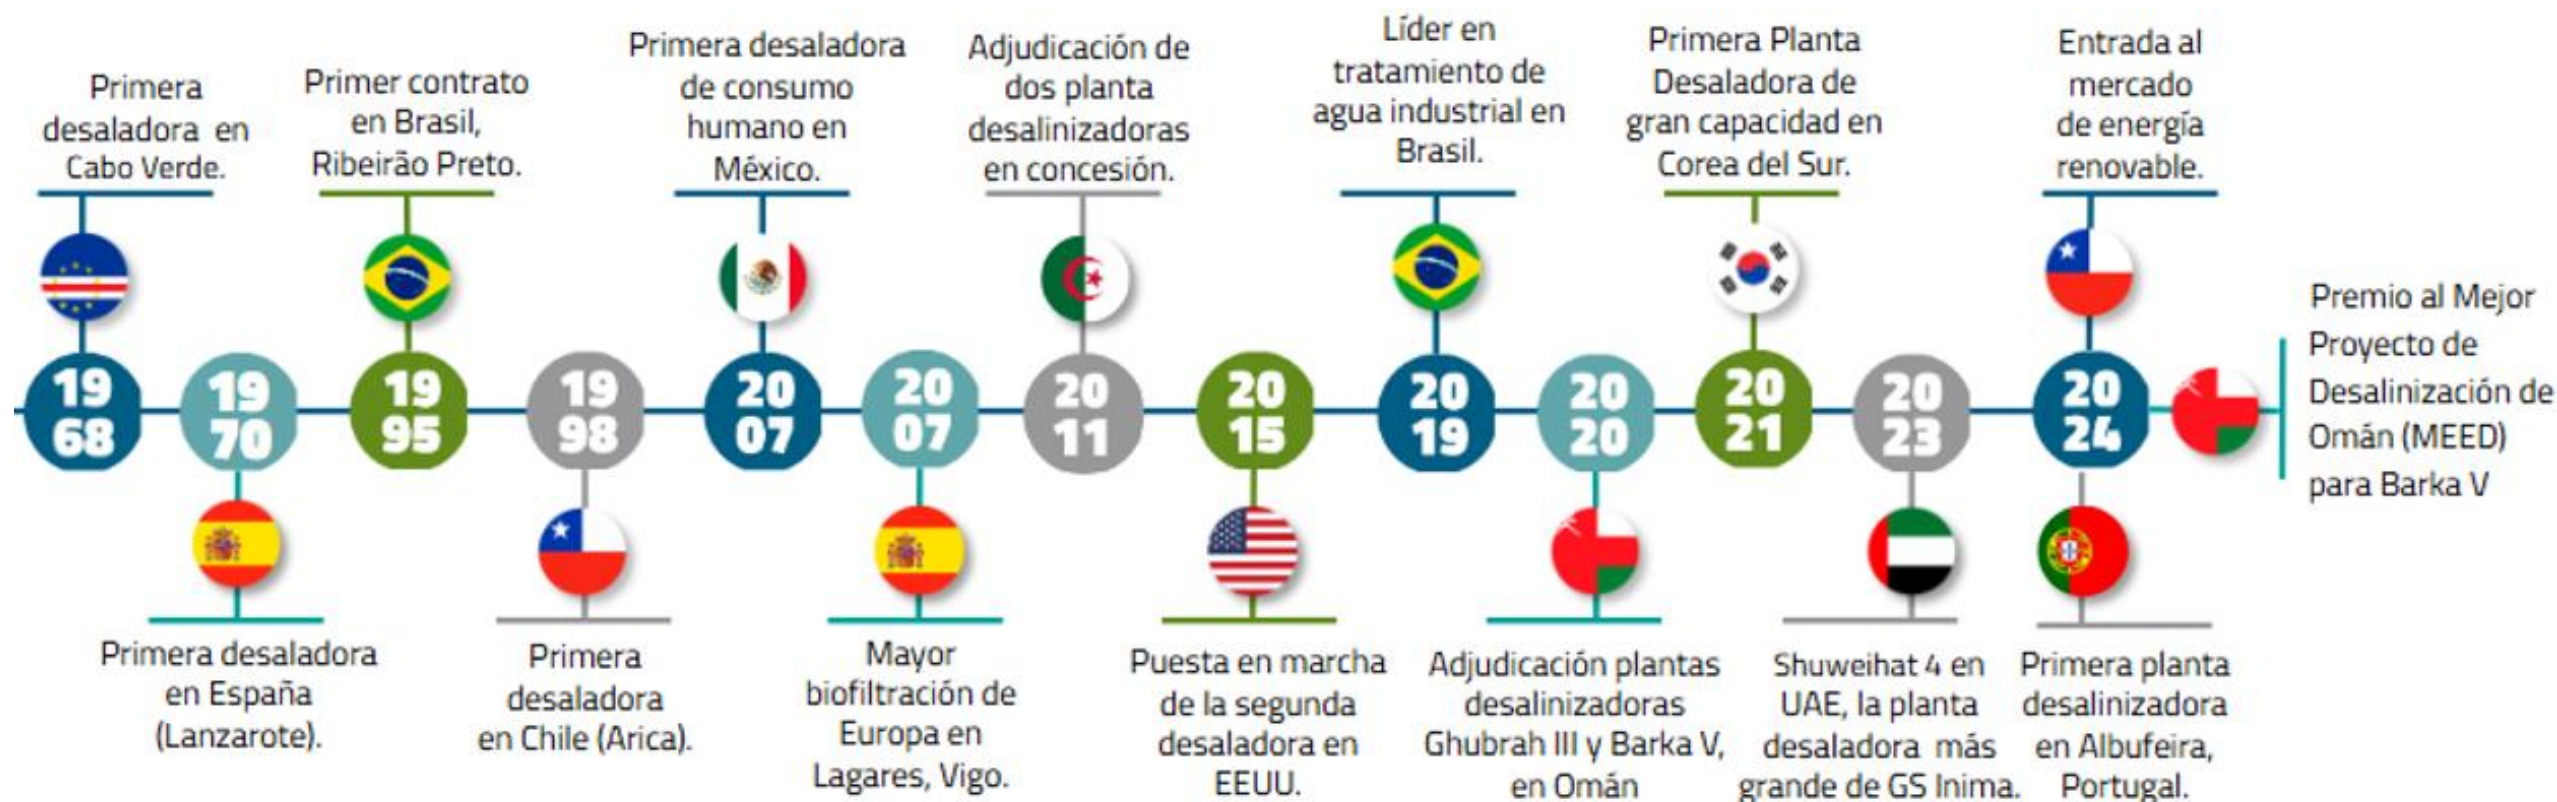 Primera
desaladora en
Cabo Verde.
19
68
19
70
Primera desaladora
en España
(Lanzarote).
Primer contrato
en Brasil,
Ribeirão Preto.
19
95
19
98
Primera
desaladora
en Chile (Arica).
Primera desaladora
de consumo
humano en
México.
20
07
20
07
Mayor
biofiltración de
Europa en
Lagares, Vigo.
Adjudicación de
dos planta
desalinizadoras
en concesión.
20
11
20
15
Puesta en marcha
de la segunda
desaladora en
EEUU.
Líder en
tratamiento de
agua industrial en
Brasil.
20
19
20
20
Adjudicación plantas
desalinizadoras
Ghubrah III y Barka V,
en Omán
Primera Planta
Desaladora de
gran capacidad en
Corea del Sur.
20
21
20
23
Shuweihat 4 en
UAE, la planta
desaladora más
grande de GS Inima.
Entrada al
mercado
de energía
renovable.
20
24
Primera planta
desalinizadora
en Albufeira,
Portugal.
Premio al Mejor
Proyecto de
Desalinización de
Omán (MEED)
para Barka V